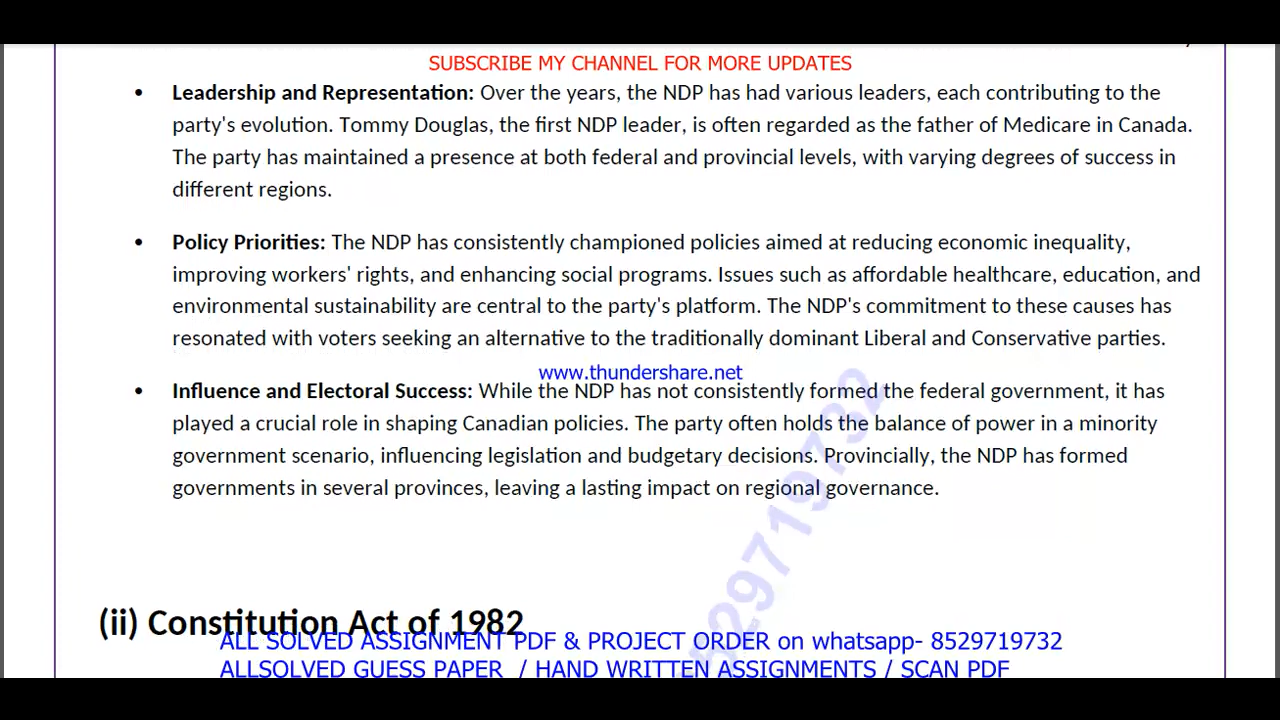 SUBSCRIBE MY CHANNEL FOR MORE UPDATES
• Leadership and Representation: Over the years, the NDP has had various leaders, each contributing to the
party's evolution. Tommy Douglas, the first NDP leader, is often regarded as the father of Medicare in Canada.
The party has maintained a presence at both federal and provincial levels, with varying degrees of success in
different regions.
• Policy Priorities: The NDP has consistently championed policies aimed at reducing economic inequality,
improving workers' rights, and enhancing social programs. Issues such as affordable healthcare, education, and
environmental sustainability are central to the party's platform. The NDP's commitment to these causes has
resonated with voters seeking an alternative to the traditionally dominant Liberal and Conservative parties.
www.thundershare.net
• Influence and Electoral Success: While the NDP has not consistently formed the federal government, it has
played a crucial role in shaping Canadian policies. The party often holds the balance of power in a minority
government scenario, influencing legislation and budgetary decisions. Provincially, the NDP has formed
governments in several provinces, leaving a lasting impact on regional governance.
8529719732
(ii) Constitution Act of 1982
ALL SOLVED ASSIGNMENT PDF & PROJECT ORDER on whatsapp- 8529719732
ALLSOLVED GUESS PAPER / HAND WRITTEN ASSIGNMENTS / SCAN PDF